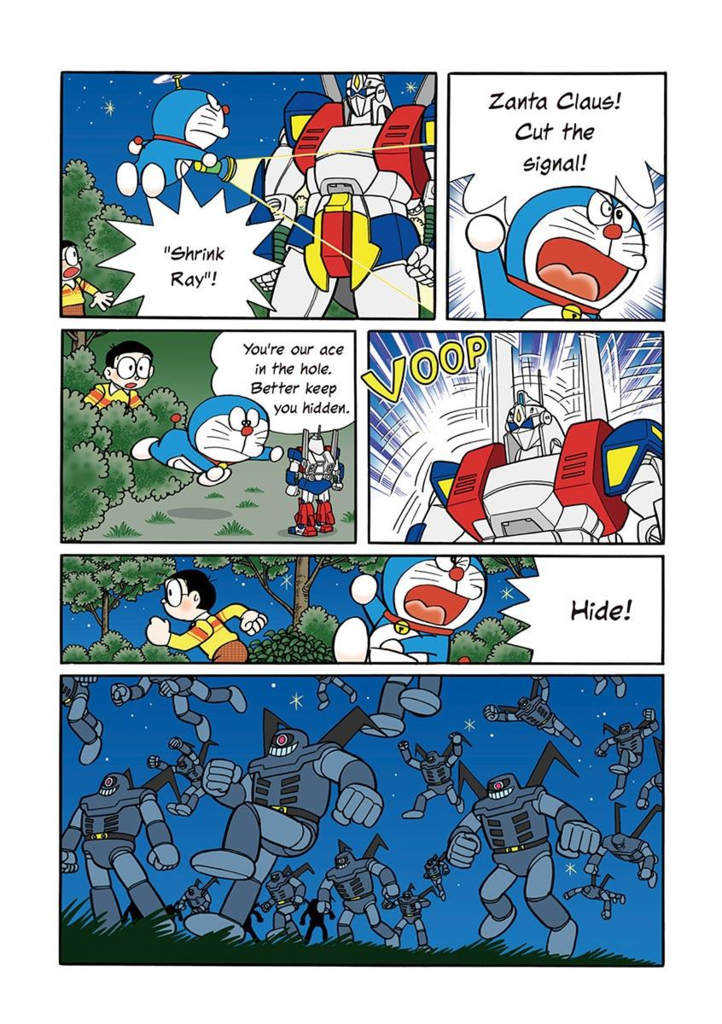 "Shrink
Ray"!
Zanta Claus!
Cut the
signal!
You're our ace
in the hole.
Better keep
you hidden.
VOOP
Hide!